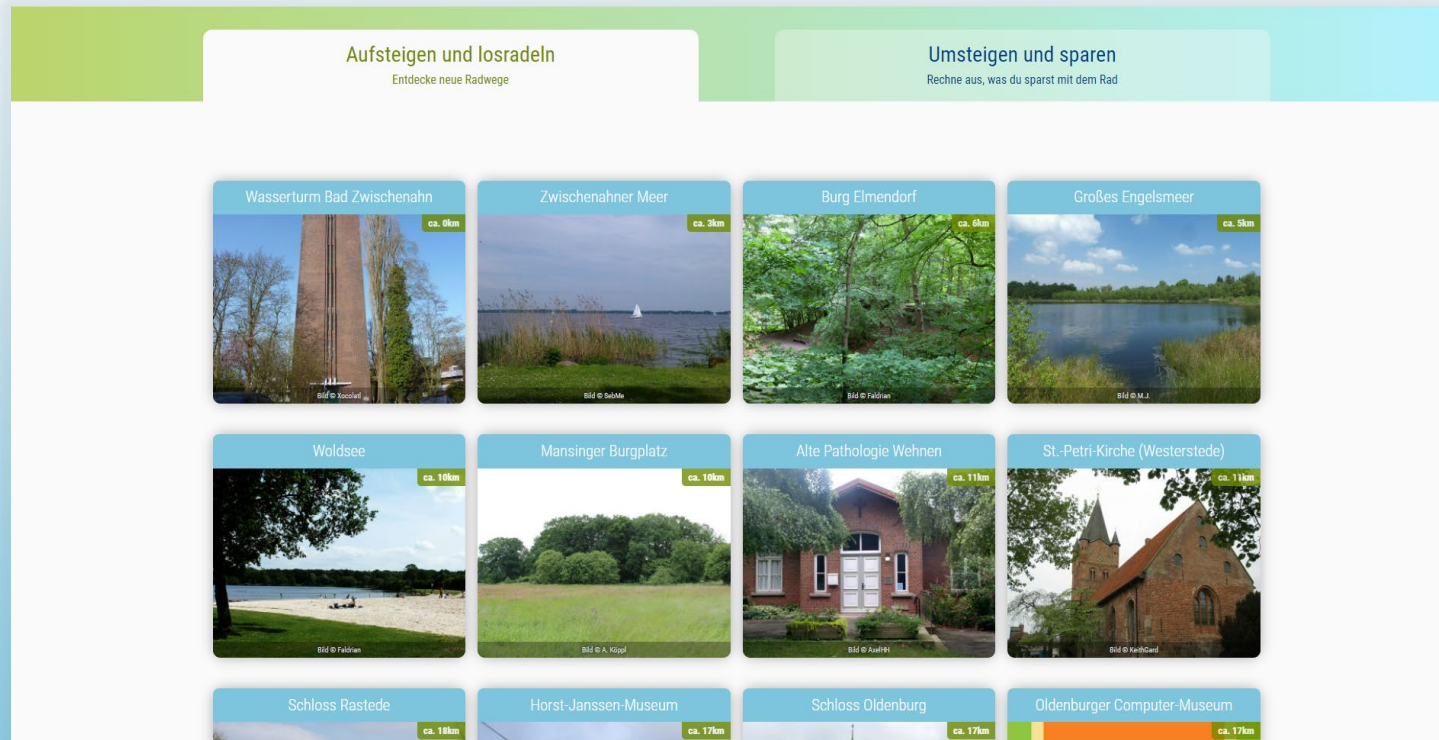 Aufsteigen und losradeln
Entdecke neue Radwege
Umsteigen und sparen
Rechne aus, was du sparst mit dem Rad
Wasserturm Bad Zwischenahn
ca. 0km
Bild © Xocolatl
Zwischenahner Meer
ca. 3km
Bild © SebMe
Burg Elmendorf
ca. 6km
Bild © Faldrian
Großes Engelsmeer
ca. 5km
Bild © M.J.
Woldsee
ca. 10km
Bild © Faldrian
Mansinger Burgplatz
ca. 10km
Bild © A. Köppl
Alte Pathologie Wehnen
ca. 11km
Bild © AxelHH
St.-Petri-Kirche (Westerstede)
ca. 11km
Bild © KeithGard
Schloss Rastede
ca. 18km
Horst-Janssen-Museum
ca. 17km
Schloss Oldenburg
ca. 17km
Oldenburger Computer-Museum
ca. 17km